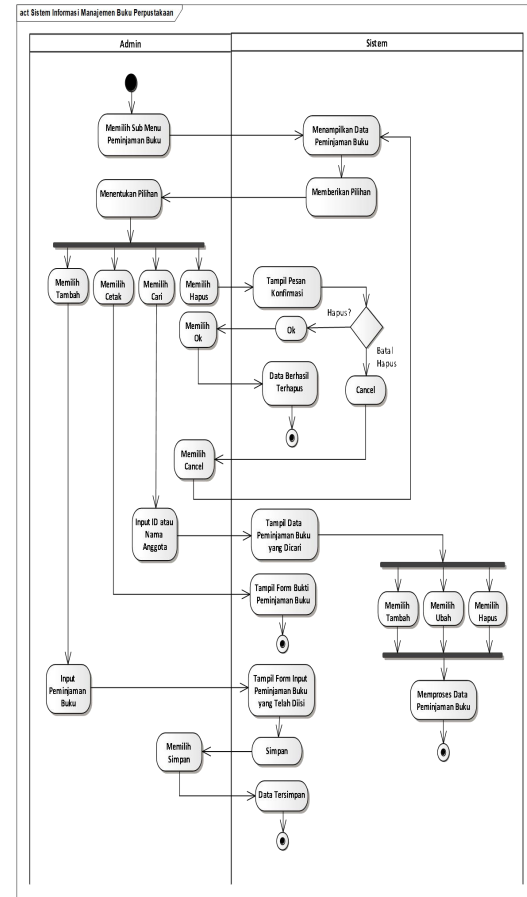 act Sistem Informasi Manajemen Buku Perpustakaan
Admin
Sistem
Memilih Sub Menu
Peminjaman Buku
Menampilkan Data
Peminjaman Buku
Menentukan Pilihan
Memberikan Pilihan
Memilih
Tambah
Memilih
Cetak
Memilih
Cari
Memilih
Hapus
Tampil Pesan
Konfirmasi
Hapus?
Memilih
Ok
Ok
Batal
Hapus
Data Berhasil
Terhapus
Cancel
Memilih
Cancel
Input ID atau
Nama
Anggota
Tampil Data
Peminjaman Buku
yang Dicari
Tampil Form Bukti
Peminjaman Buku
Memilih
Tambah
Memilih
Ubah
Memilih
Hapus
Input
Peminjaman
Buku
Tampil Form Input
Peminjaman Buku
yang Telah Diisi
Memproses Data
Peminjaman Buku
Memilih
Simpan
Simpan
Data Tersimpan